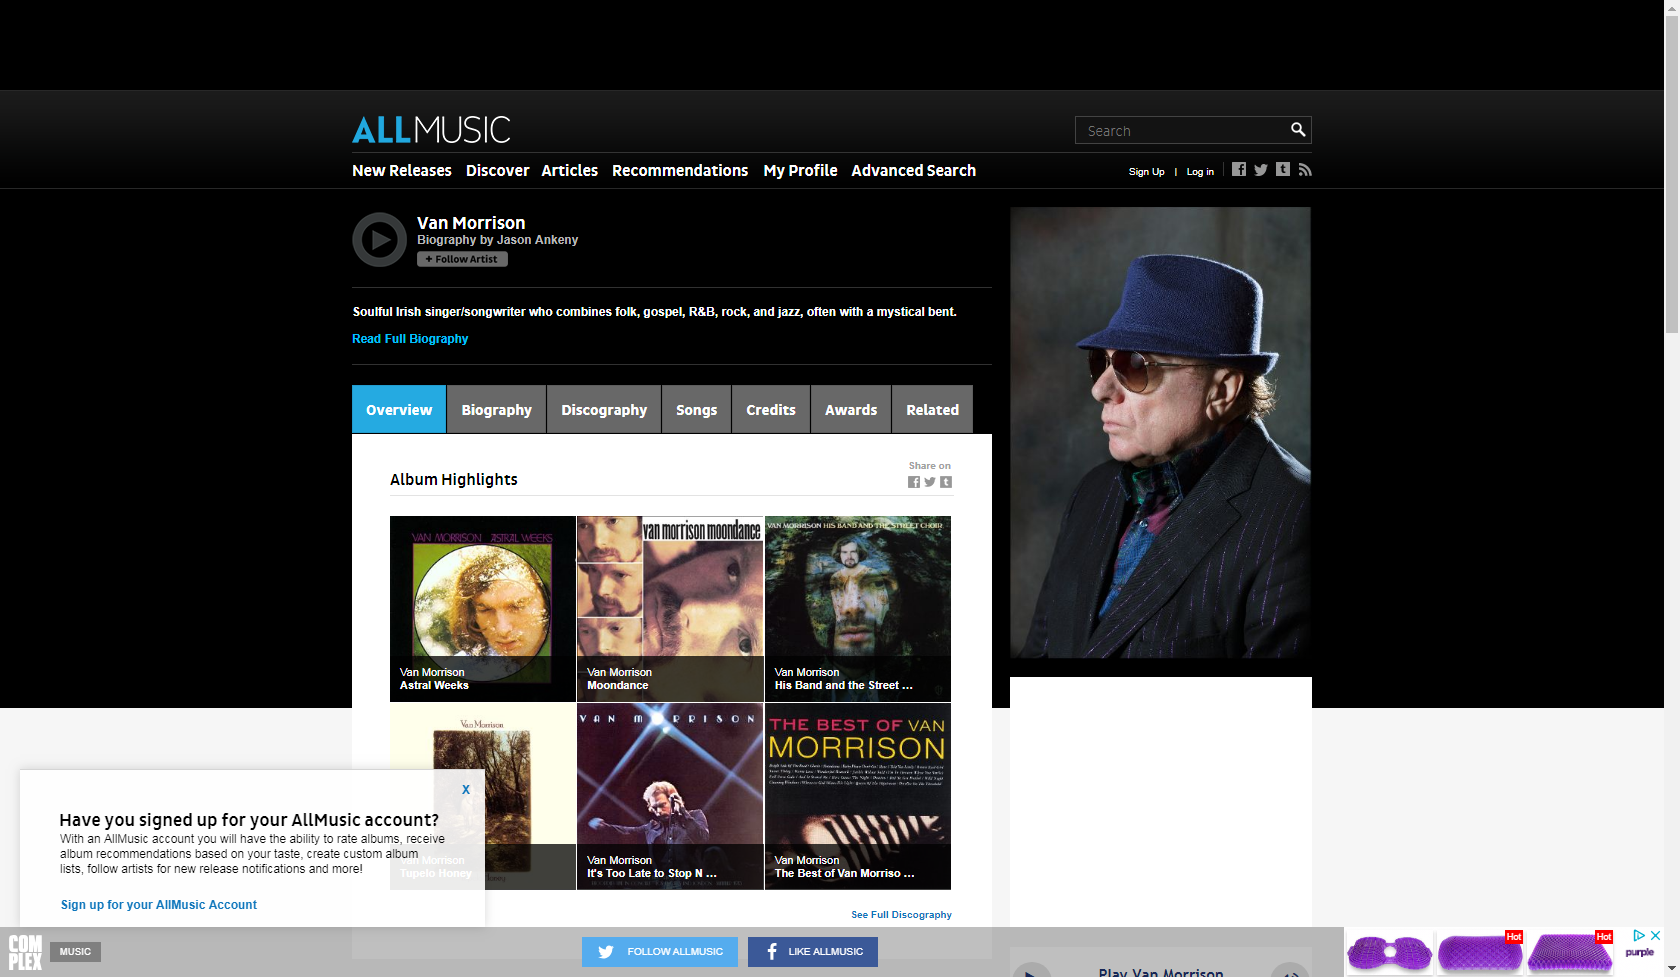 ALLMUSIC
Search
New Releases Discover Articles Recommendations My Profile Advanced Search
Sign Up | Log in
Van Morrison
Biography by Jason Ankeny
+ Follow Artist
Soulful Irish singer/songwriter who combines folk, gospel, R&B, rock, and jazz, often with a mystical bent.
Read Full Biography
Overview Biography Discography Songs Credits Awards Related
Album Highlights
Share on
VAN MORRISON ASTRAL WEEKS
van morrison moondance
VAN MORRISON HIS BAND AND THE STREET CHOIR
Van Morrison
Astral Weeks
Van Morrison
Moondance
Van Morrison
His Band and the Street ...
Van Morrison
VAN MORRISON
THE BEST OF VAN
MORRISON
Van Morrison
Tupelo Honey
Van Morrison
It's Too Late to Stop N ...
Van Morrison
The Best of Van Morriso ...
See Full Discography
X
Have you signed up for your AllMusic account?
With an AllMusic account you will have the ability to rate albums, receive
album recommendations based on your taste, create custom album
lists, follow artists for new release notifications and more!
Sign up for your AllMusic Account
COM
PLEX
MUSIC
FOLLOW ALLMUSIC
LIKE ALLMUSIC
Play Van Morrison
Hot
Hot
purple